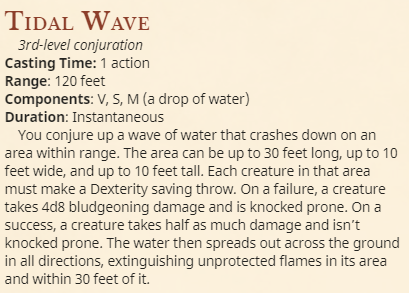 Tidal Wave
3rd-level conjuration
Casting Time: 1 action
Range: 120 feet
Components: V, S, M (a drop of water)
Duration: Instantaneous
You conjure up a wave of water that crashes down on an
area within range. The area can be up to 30 feet long, up to 10
feet wide, and up to 10 feet tall. Each creature in that area
must make a Dexterity saving throw. On a failure, a creature
takes 4d8 bludgeoning damage and is knocked prone. On a
success, a creature takes half as much damage and isn't
knocked prone. The water then spreads out across the ground
in all directions, extinguishing unprotected flames in its area
and within 30 feet of it.